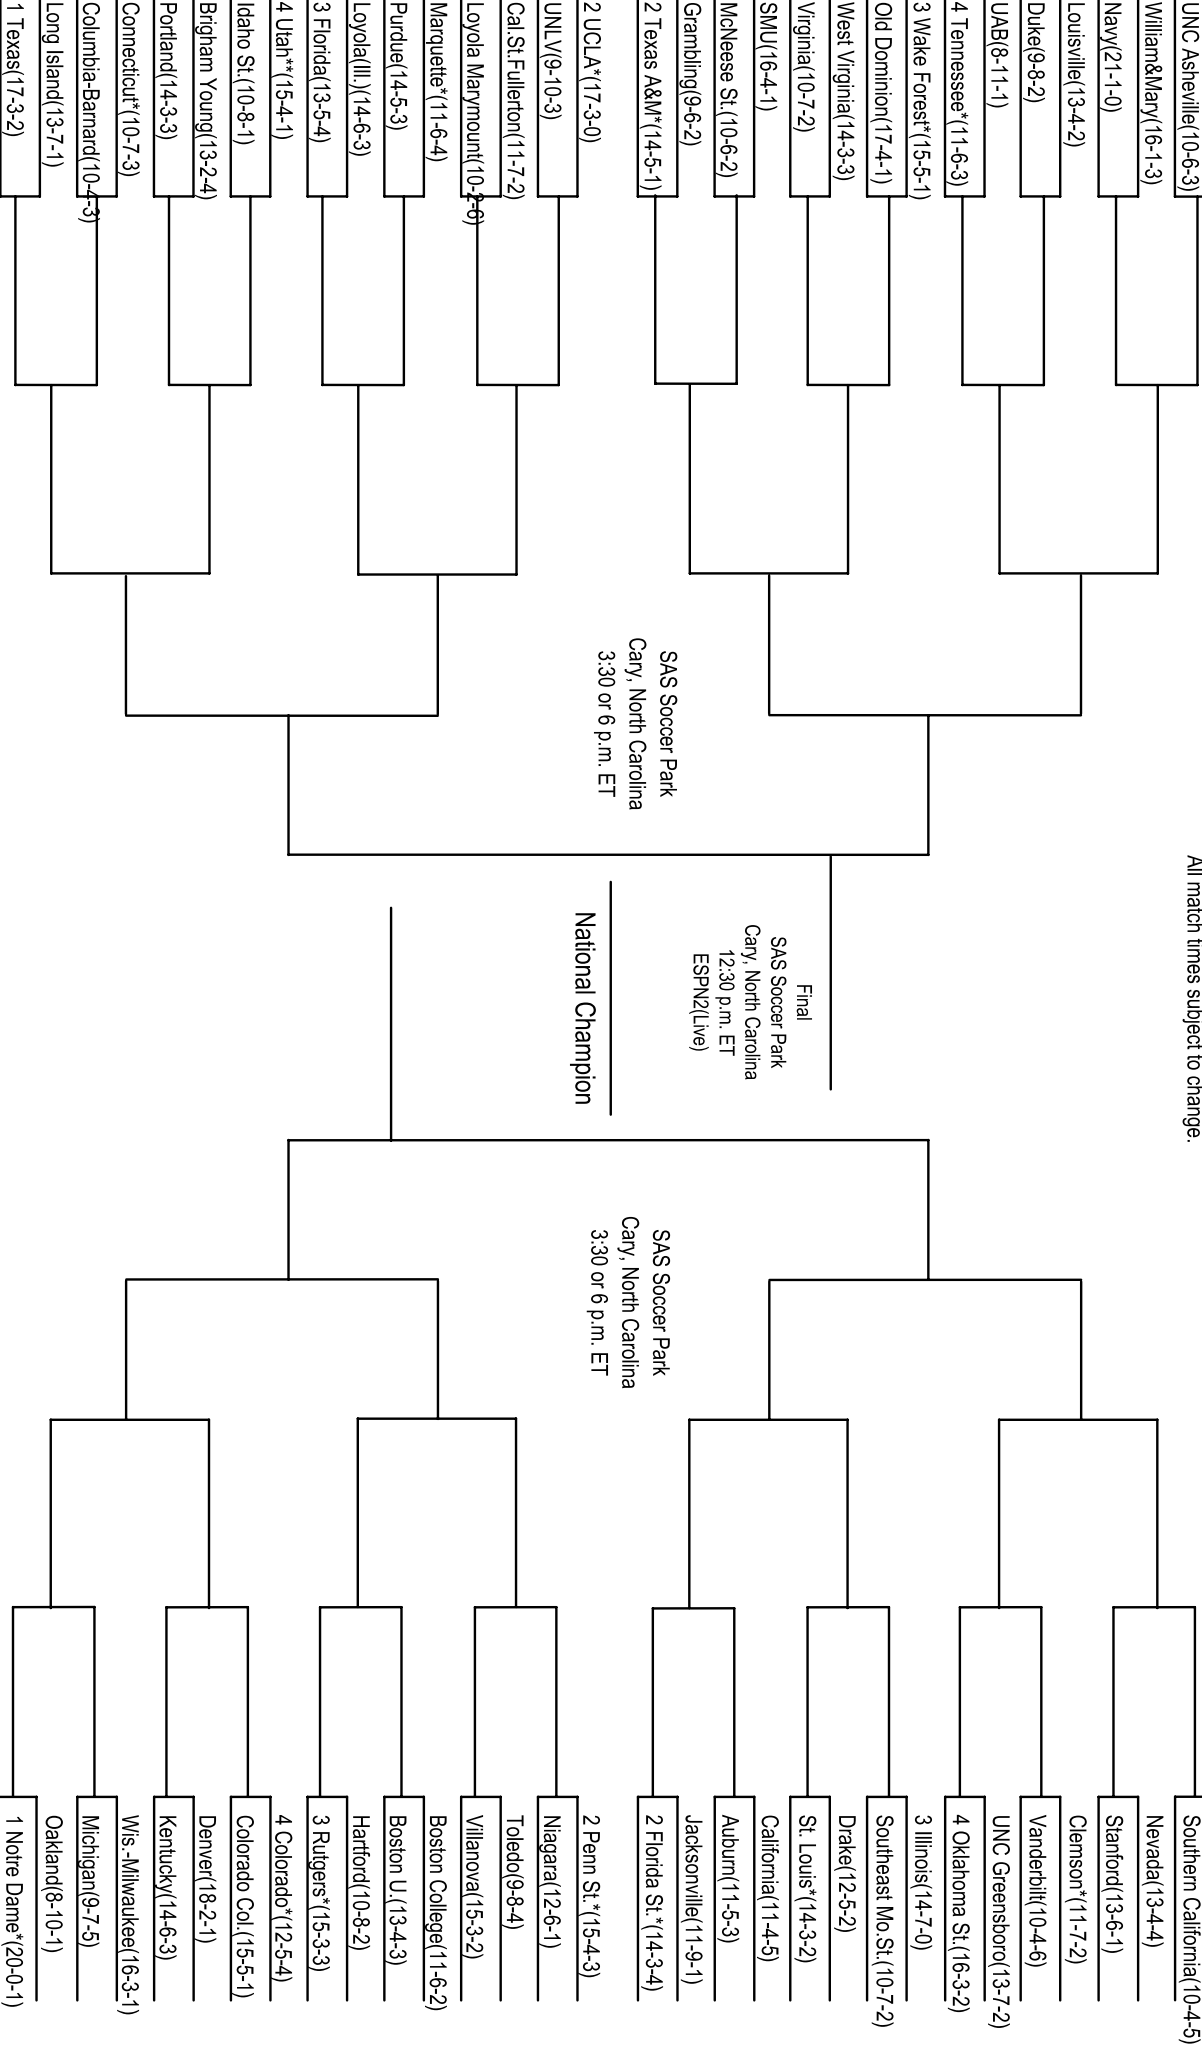 All match times subject to change.
UNC Asheville(10-6-3)
William&Mary(16-1-3)
Navy(21-1-0)
Louisville(13-4-2)
Duke(9-8-2)
UAB(8-11-1)
4 Tennessee*(11-6-3)
3 Wake Forest*(15-5-1)
Old Dominion(17-4-1)
West Virginia(14-3-3)
Virginia(10-7-2)
SMU(16-4-1)
McNeese St.(10-6-2)
Grambling(9-6-2)
2 Texas A&M*(14-5-1)
2 UCLA*(17-3-0)
UNLV(9-10-3)
Cal.St.Fullerton(11-7-2)
Loyola Marymount(10-2-6)
Marquette*(11-6-4)
Purdue(14-5-3)
Loyola(Ill.)(14-6-3)
3 Florida(13-5-4)
4 Utah**(15-4-1)
Idaho St.(10-8-1)
Brigham Young(13-2-4)
Portland(14-3-3)
Connecticut*(10-7-3)
Columbia-Barnard(10-4-3)
Long Island(13-7-1)
1 Texas(17-3-2)
SAS Soccer Park
Cary, North Carolina
3:30 or 6 p.m. ET
Final
SAS Soccer Park
Cary, North Carolina
12:30 p.m. ET
ESPN2(Live)
National Champion
SAS Soccer Park
Cary, North Carolina
3:30 or 6 p.m. ET
Southern California(10-4-5)
Nevada(13-4-4)
Stanford(13-6-1)
Clemson*(11-7-2)
Vanderbilt(10-4-6)
UNC Greensboro(13-7-2)
4 Oklahoma St.(16-3-2)
3 Illinois(14-7-0)
Southeast Mo.St.(10-7-2)
Drake(12-5-2)
St. Louis*(14-3-2)
California(11-4-5)
Auburn(11-5-3)
Jacksonville(11-9-1)
2 Florida St.*(14-3-4)
2 Penn St.*(15-4-3)
Niagara(12-6-1)
Toledo(9-8-4)
Villanova(15-3-2)
Boston College(11-6-2)
Boston U.(13-4-3)
Hartford(10-8-2)
3 Rutgers*(15-3-3)
4 Colorado*(12-5-4)
Colorado Col.(15-5-1)
Denver(18-2-1)
Kentucky(14-6-3)
Wis.-Milwaukee(16-3-1)
Michigan(9-7-5)
Oakland(8-10-1)
1 Notre Dame*(20-0-1)